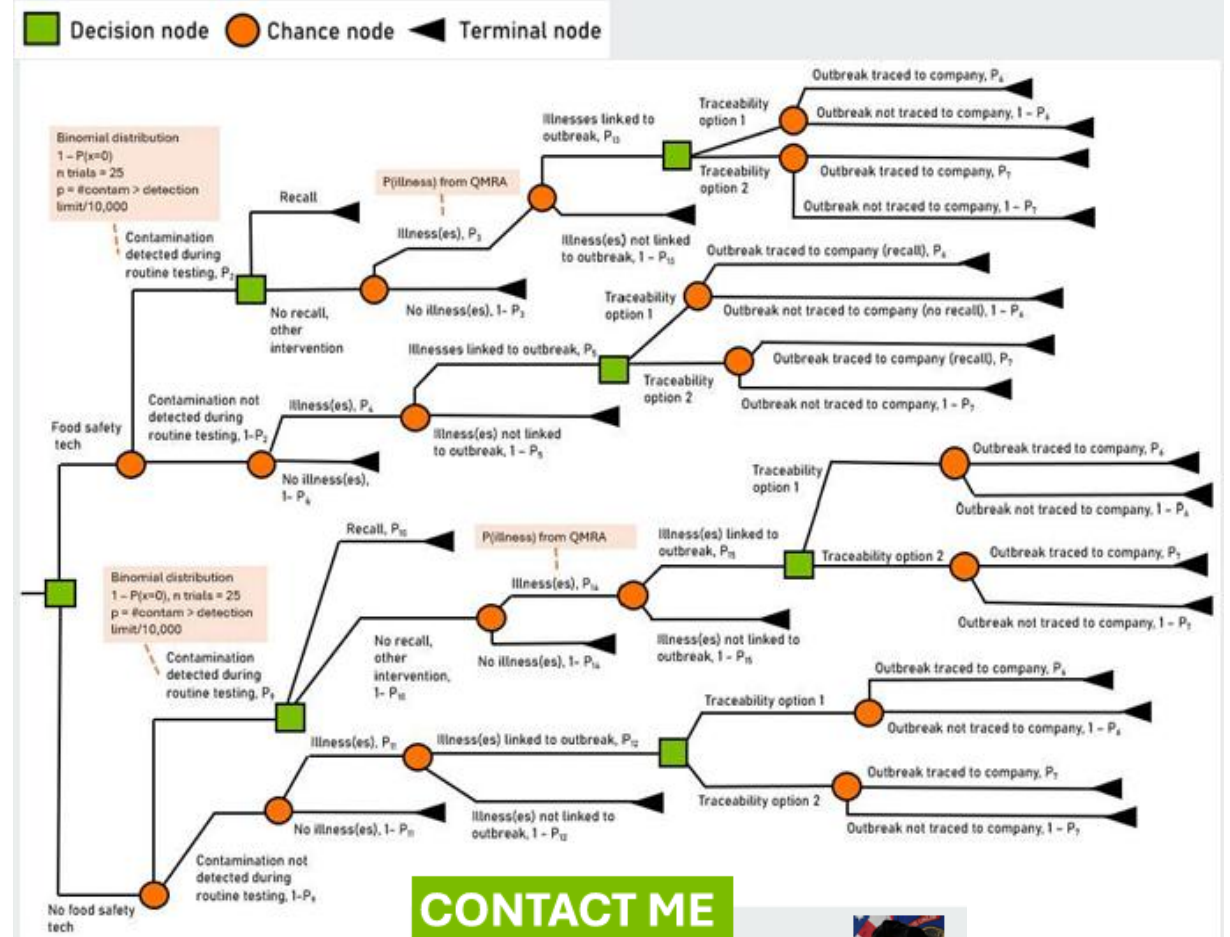 Decision node
Chance node
Terminal node
Binomial distribution
1 – P(x=0)
n trials = 25
p = #contam > detection
limit/10,000
Contamination
detected during
routine testing, P₂
Recall
No recall,
other
intervention
P(illness) from QMRA
Illness(es), P₃
No illness(es), 1- P₃
Illnesses linked to
outbreak, P₁₃
Illness(es) not linked
to outbreak, 1 - P₁₃
Traceability
option 1
Outbreak traced to company, P₆
Outbreak not traced to company, 1 - P₆
Traceability
option 2
Outbreak traced to company, P₇
Outbreak not traced to company, 1 - P₇
Food safety
tech
Contamination not
detected during
routine testing, 1-P₂
Illness(es), P₄
No illness(es),
1- P₄
Illnesses linked to outbreak, P₅
Illness(es) not linked
to outbreak, 1 - P₅
Traceability
option 1
Outbreak traced to company (recall), P₆
Outbreak not traced to company (no recall), 1 - P₆
Traceability
option 2
Outbreak traced to company (recall), P₇
Outbreak not traced to company, 1 - P₇
Binomial distribution
1 – P(x=0), n trials = 25
p = #contam > detection
limit/10,000
Contamination
detected during
routine testing, P₉
Recall, P₁₀
No recall,
other
intervention,
1- P₁₀
P(illness) from QMRA
Illness(es), P₁₄
No illness(es), 1- P₁₄
Illness(es) linked to
outbreak, P₁₅
Illness(es) not linked to
outbreak, 1 - P₁₅
Traceability
option 1
Outbreak traced to company, P₆
Outbreak not traced to company, 1 - P₆
Traceability option 2
Outbreak traced to company, P₇
Outbreak not traced to company, 1 - P₇
No food safety
tech
Contamination not
detected during
routine testing, 1-P₉
Illness(es), P₁₁
No illness(es), 1- P₁₁
Illness(es) linked to outbreak, P₁₂
Illness(es) not linked to
outbreak, 1 - P₁₂
Traceability option 1
Outbreak traced to company, P₆
Outbreak not traced to company, 1 - P₆
Traceability option 2
Outbreak traced to company, P₇
Outbreak not traced to company, 1 - P₇
CONTACT ME